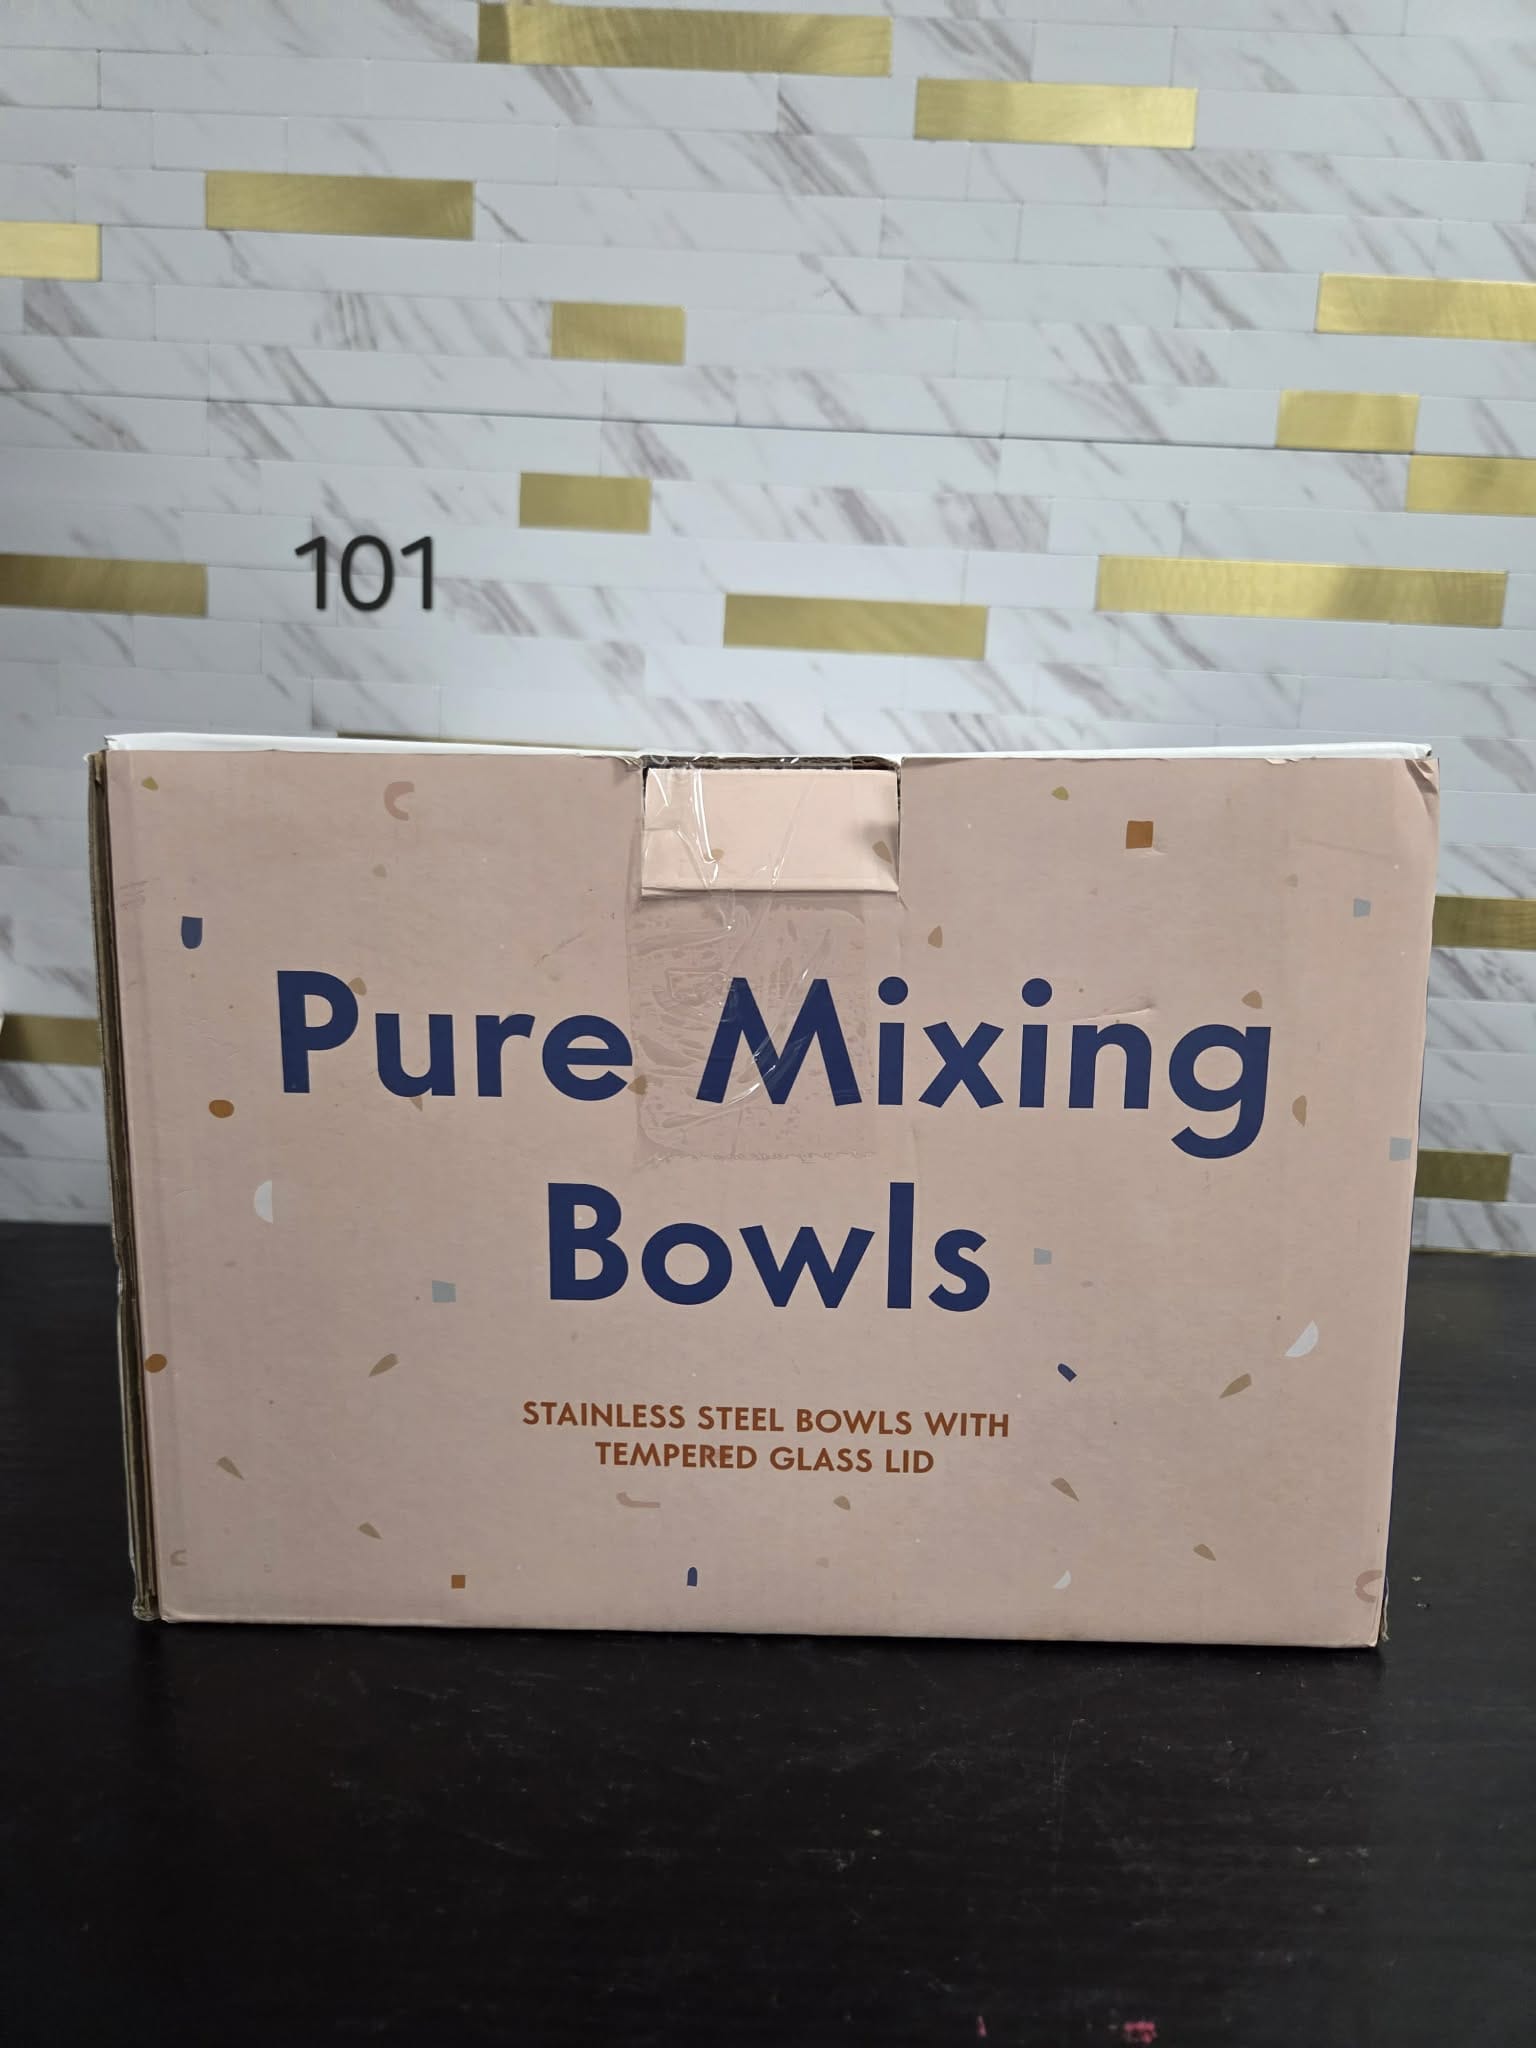 101
Pure Mixing
Bowls
STAINLESS STEEL BOWLS WITH
TEMPERED GLASS LID